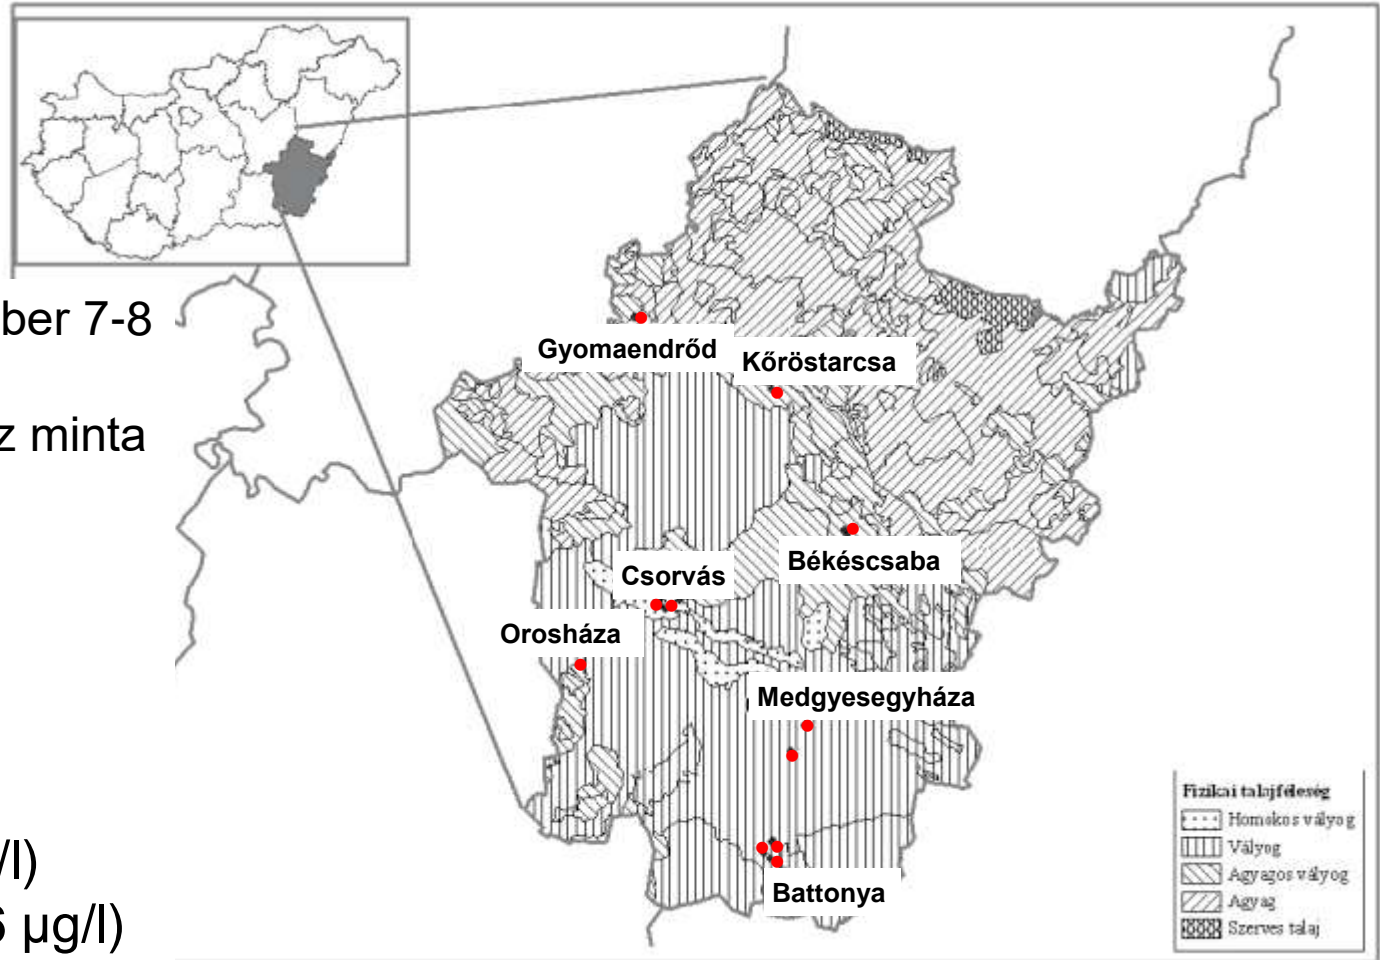 ber 7-8
Gyomaendrőd
Kőröstarcsa
z minta
Békéscsaba
Csorvás
Orosháza
Medgyesegyháza
Battonya
Fizikai talajféleség
Homokos vályog
Vályog
Agyagos vályog
Agyag
Szerves talaj
/l)
6 µg/l)